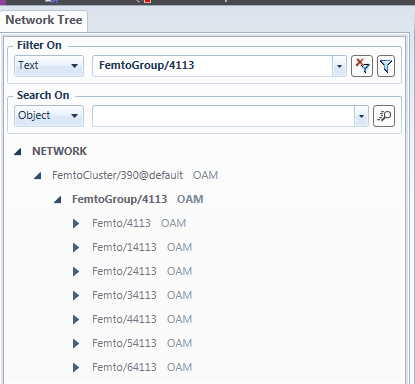 Network Tree
Filter On
Text FemtoGroup/4113
Search On
Object
NETWORK
FemtoCluster/390@default OAM
FemtoGroup/4113 OAM
Femto/4113 OAM
Femto/14113 OAM
Femto/24113 OAM
Femto/34113 OAM
Femto/44113 OAM
Femto/54113 OAM
Femto/64113 OAM